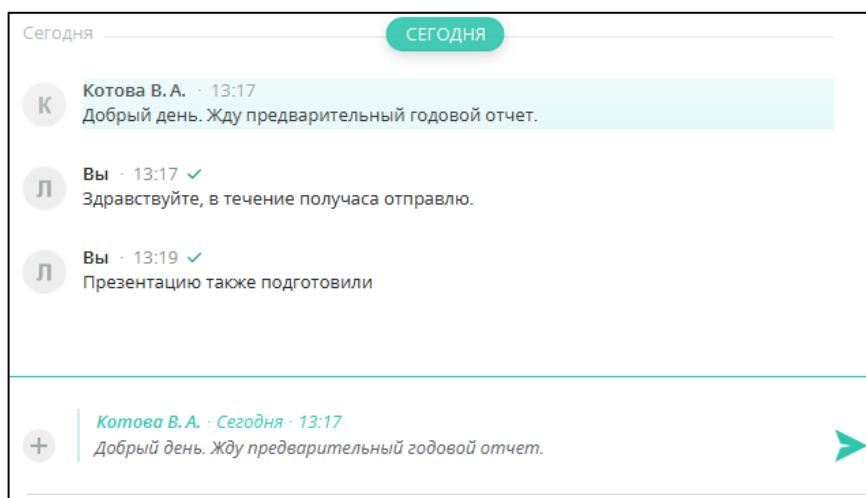 Сегодня СЕГОДНЯ
К
Котова В. А. · 13:17
Добрый день. Жду предварительный годовой отчет.
Л
Вы · 13:17
Здравствуйте, в течение получаса отправлю.
Л
Вы · 13:19
Презентацию также подготовили
Котова В. А. · Сегодня · 13:17
Добрый день. Жду предварительный годовой отчет.